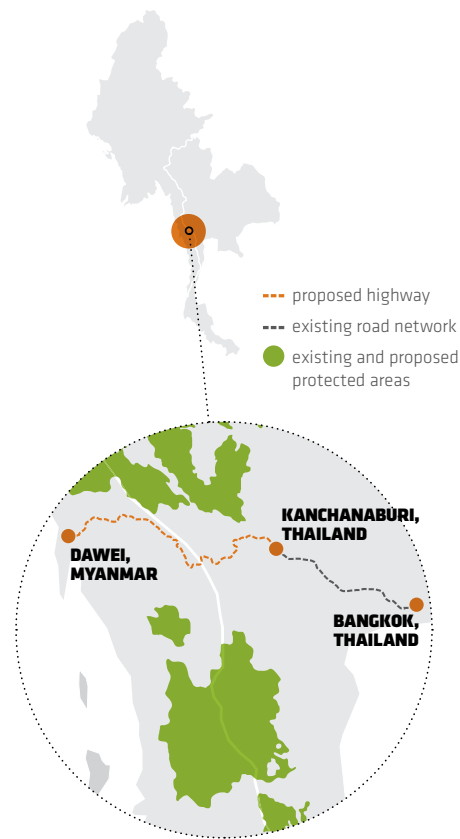 proposed highway
existing road network
existing and proposed
protected areas
KANCHANABURI,
THAILAND
DAWEI,
MYANMAR
BANGKOK,
THAILAND